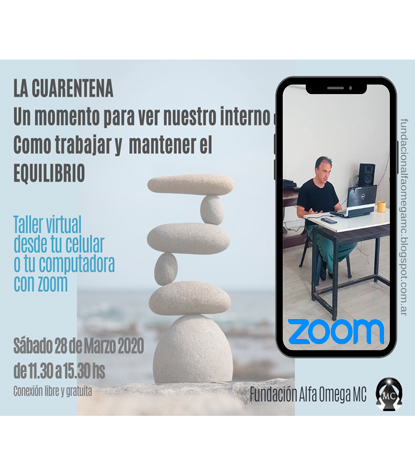 LA CUARENTENA
Un momento para ver nuestro interno
Como trabajar y mantener el
EQUILIBRIO
Taller virtual
desde tu celular
o tu computadora
con zoom
Sábado 28 de Marzo 2020
de 11.30 a 15.30 hs
Conexión libre y gratuita
zoom
Fundación Alfa Omega MC
MC
fundacionalfaomegamc.blogspot.com.ar